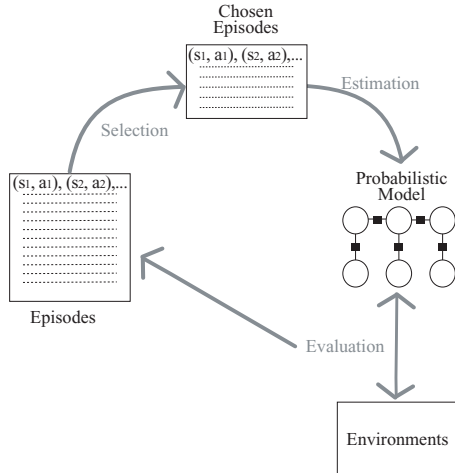 Chosen
Episodes
(s1, a1), (s2, a2),...
Selection
Estimation
(s1, a1), (s2, a2),...
Episodes
Probabilistic
Model
Evaluation
Environments